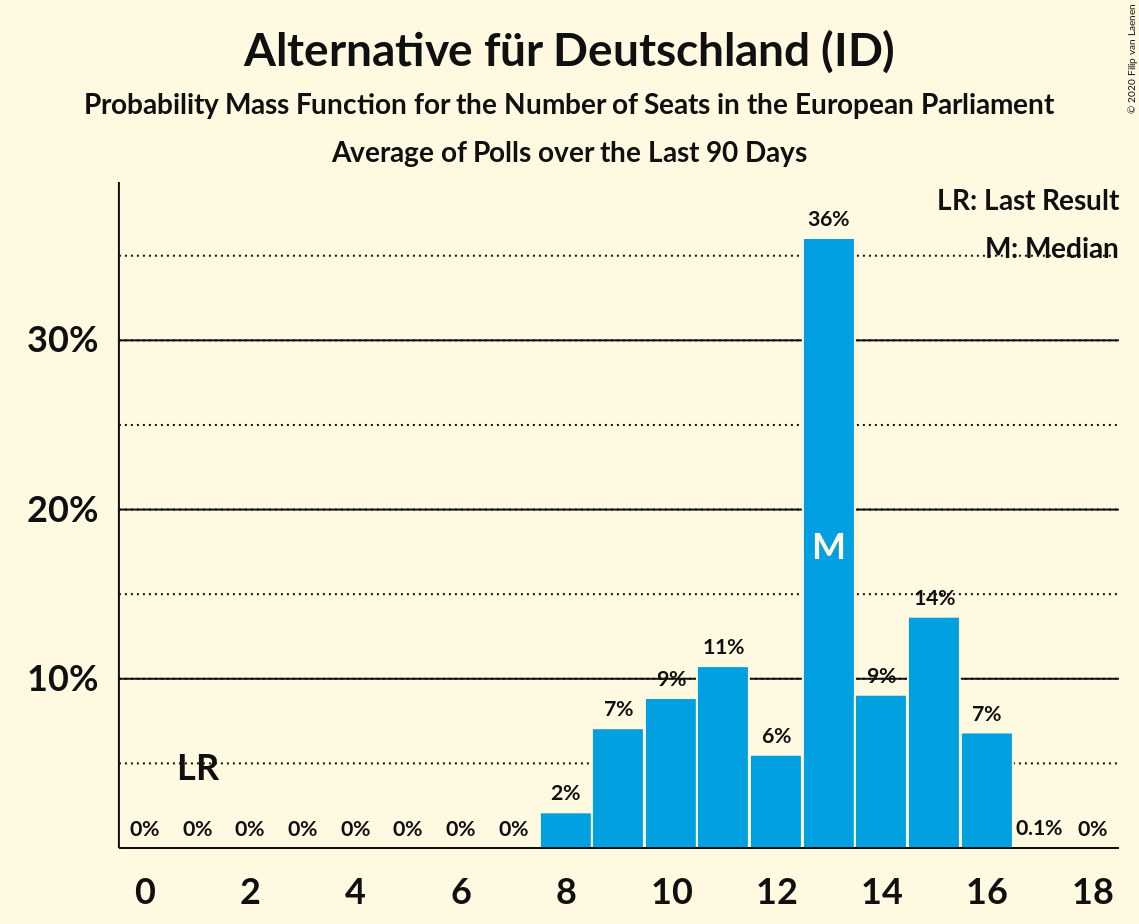 Alternative für Deutschland (ID)
Probability Mass Function for the Number of Seats in the European Parliament
Average of Polls over the Last 90 Days
© 2020 Filip van Laenen
LR: Last Result
M: Median
36%
30%
20%
M
14%
11%
10%
9%
9%
7%
7%
6%
LR
2%
0% 0% 0% 0% 0% 0% 0% 0% 0.1% 0%
0 2 4 6 8 10 12 14 16 18